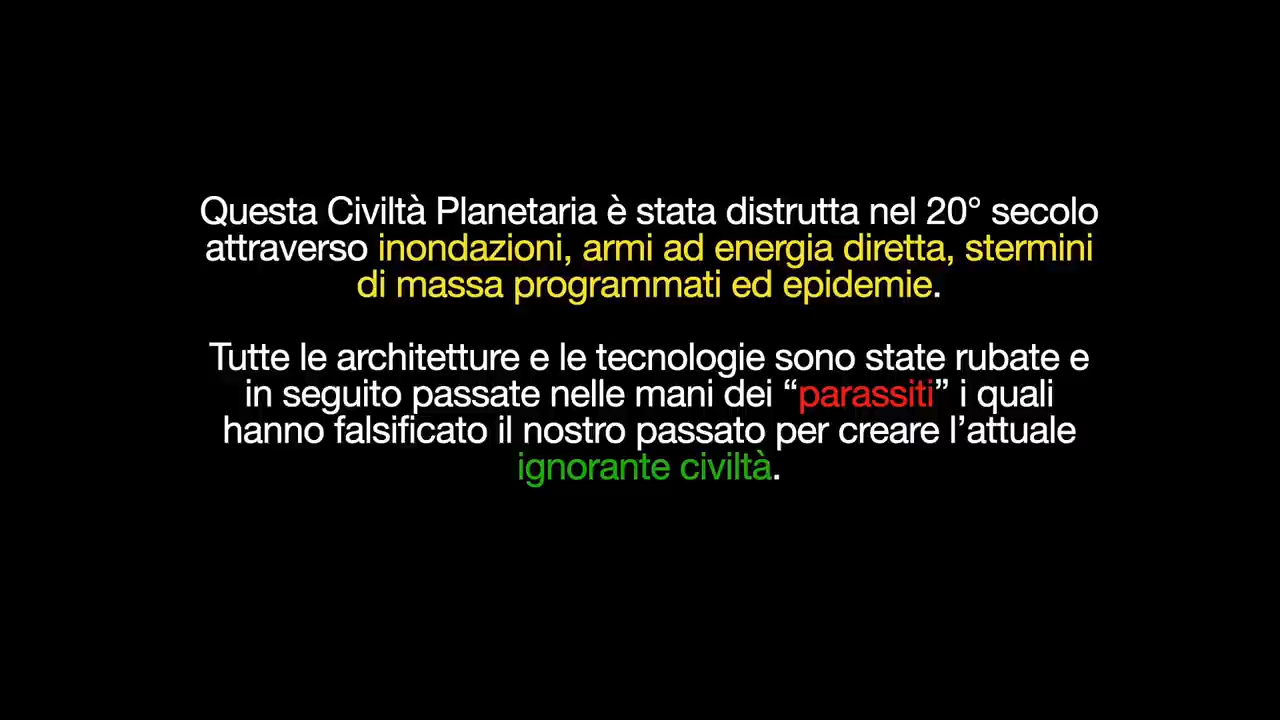 Questa Civiltà Planetaria è stata distrutta nel 20° secolo
attraverso inondazioni, armi ad energia diretta, stermini
di massa programmati ed epidemie.
Tutte le architetture e le tecnologie sono state rubate e
in seguito passate nelle mani dei “parassiti” i quali
hanno falsificato il nostro passato per creare l’attuale
ignorante civiltà.